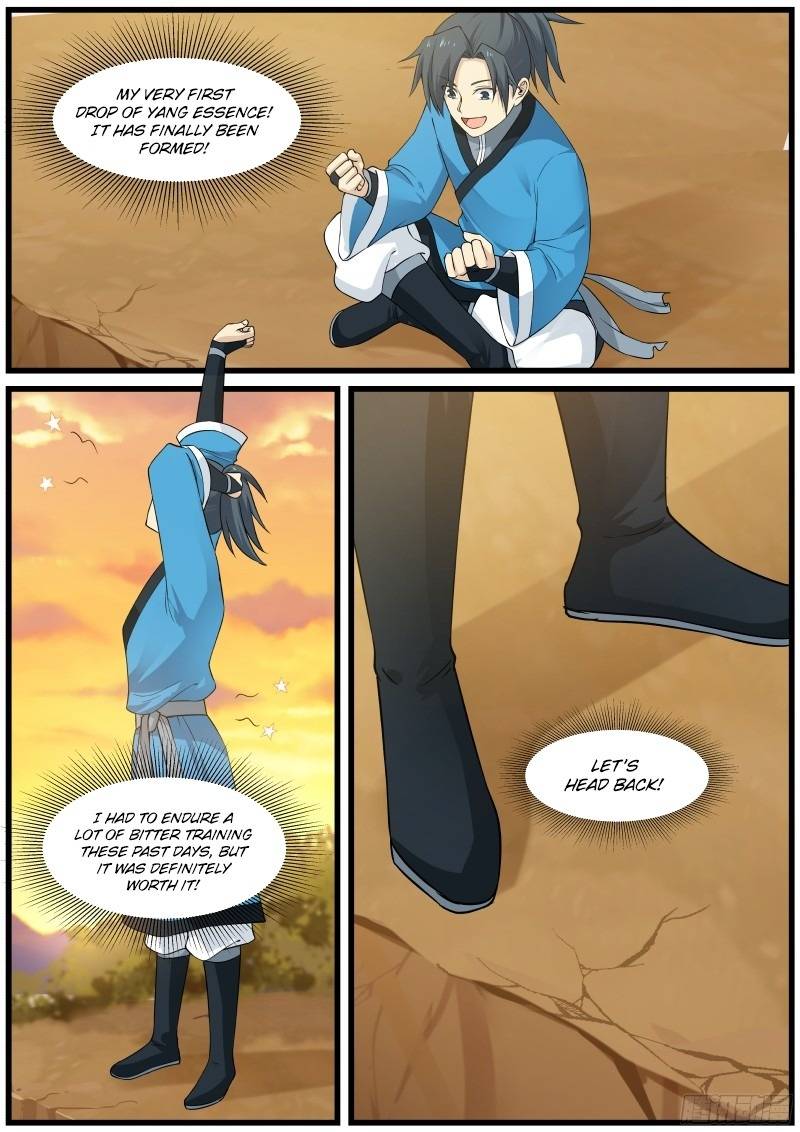 MY VERY FIRST
DROP OF YANG ESSENCE!
IT HAS FINALLY BEEN
FORMED!
I HAD TO ENDURE A
LOT OF BITTER TRAINING
THESE PAST DAYS, BUT
IT WAS DEFINITELY
WORTH IT!
LET'S
HEAD BACK!